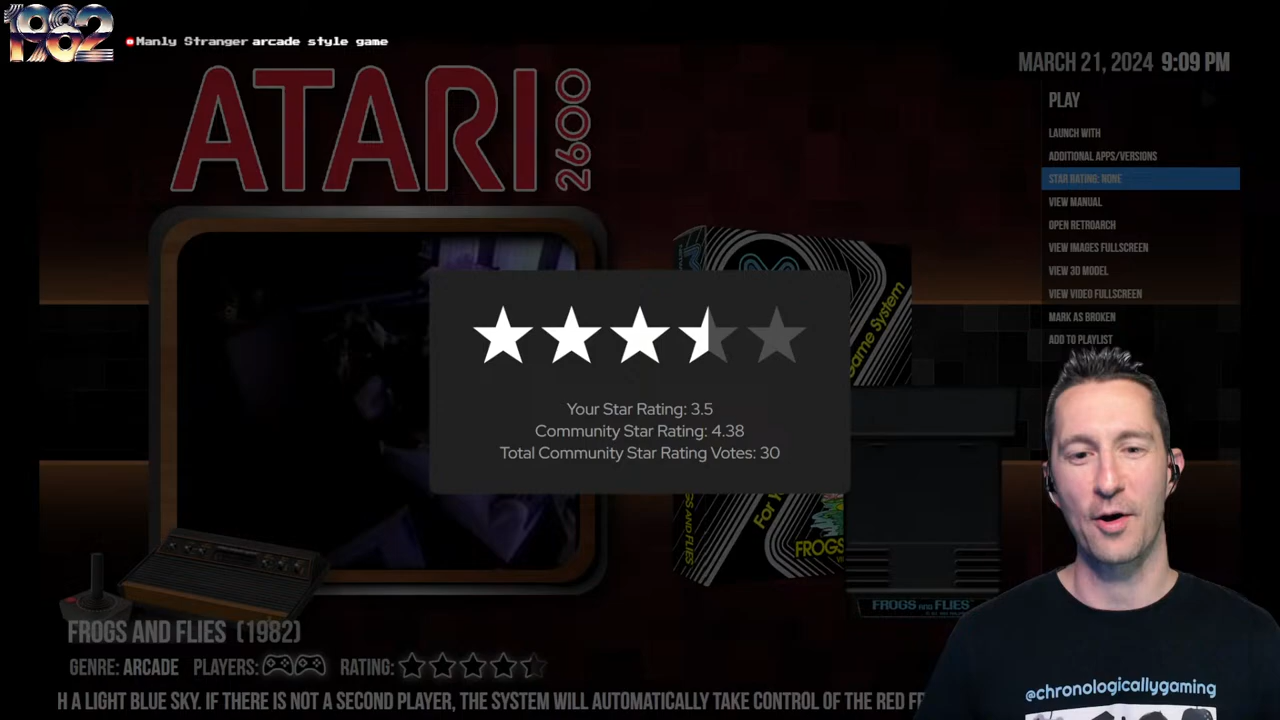 1982
Manly Stranger arcade style game
MARCH 21, 2024 9:09 PM
ATARI 2600
PLAY
LAUNCH WITH
ADDITIONAL APPS/VERSIONS
STAR RATING: NONE
VIEW MANUAL
OPEN RETROARCH
VIEW IMAGES FULLSCREEN
VIEW 3D MODEL
VIEW VIDEO FULLSCREEN
MARK AS BROKEN
ADD TO PLAYLIST
Game System
Your Star Rating: 3.5
Community Star Rating: 4.38
Total Community Star Rating Votes: 30
For
FROGS
AND FLIES
FROGS AND FLIES
FROGS AND FLIES (1982)
GENRE: ARCADE PLAYERS: RATING:
H A LIGHT BLUE SKY. IF THERE IS NOT A SECOND PLAYER, THE SYSTEM WILL AUTOMATICALLY TAKE CONTROL OF THE RED FR
@chronologicallygaming